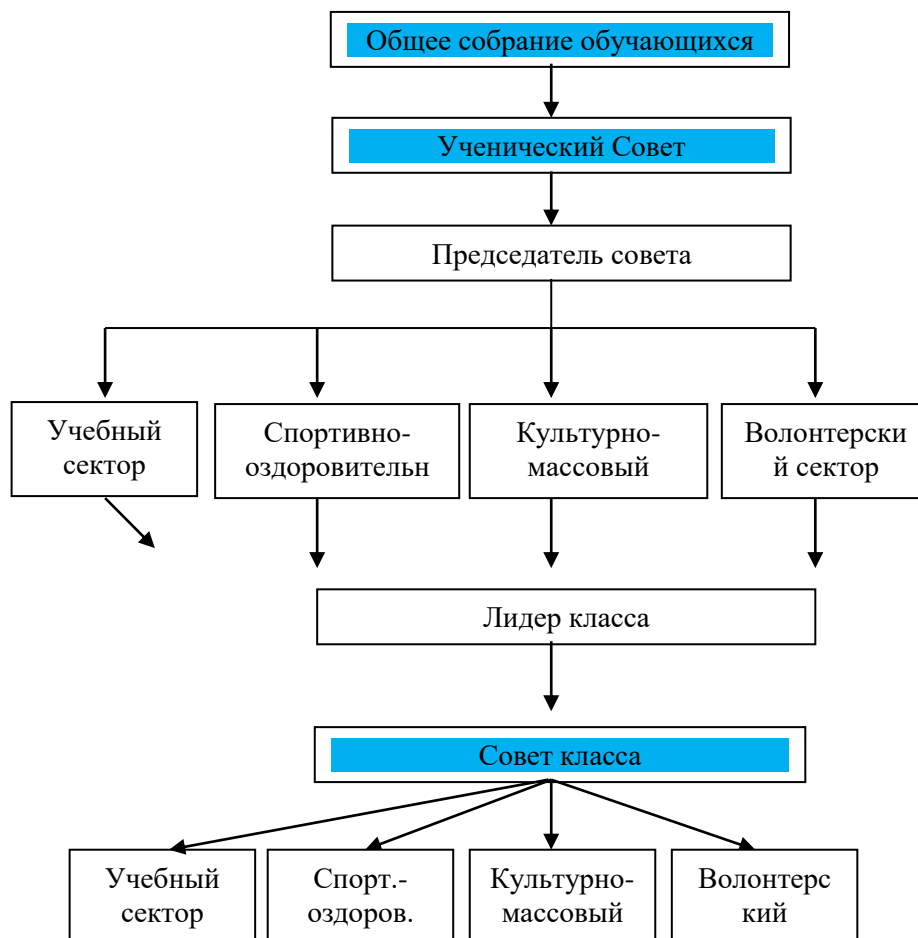 Общее собрание обучающихся
Ученический Совет
Председатель совета
Учебный
сектор
Спортивно-
оздоровительн
Культурно-
массовый
Волонтерски
й сектор
Лидер класса
Совет класса
Учебный
сектор
Спорт.-
оздоров.
Культурно-
массовый
Волонтерс
кий